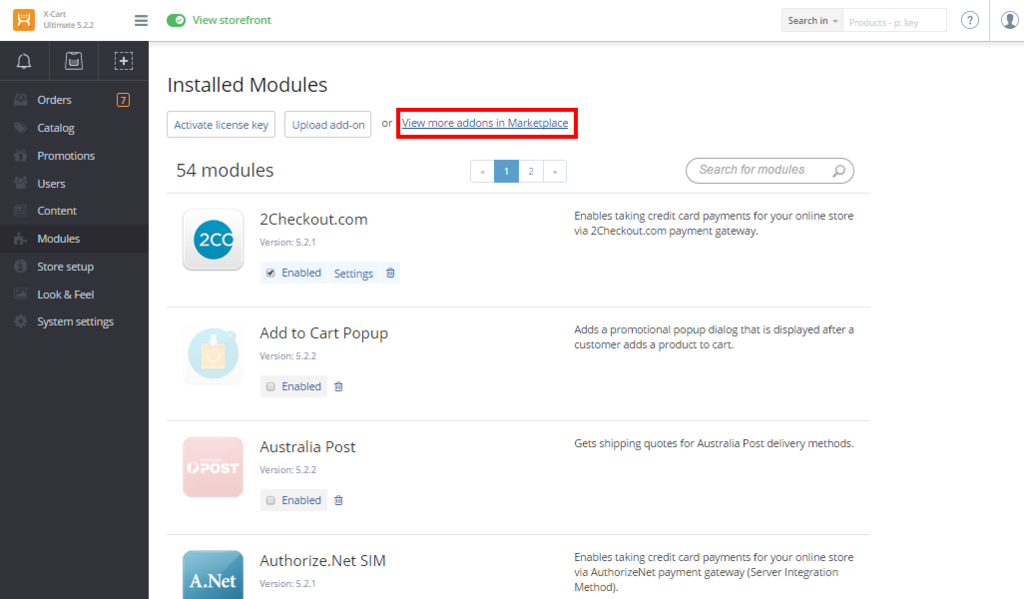 X-Cart
Ultimate 5.2.2
View storefront
Search in
Products - p: key
?
Orders 7
Catalog
Promotions
Users
Content
Modules
Store setup
Look & Feel
System settings
Installed Modules
Activate license key
Upload add-on
or View more addons in Marketplace
54 modules
« 1 2 »
Search for modules
2CO
2Checkout.com
Version: 5.2.1
Enabled Settings
Enables taking credit card payments for your online store
via 2Checkout.com payment gateway.
Add to Cart Popup
Version: 5.2.2
Enabled
Adds a promotional popup dialog that is displayed after a
customer adds a product to cart.
POST
Australia Post
Version: 5.2.2
Enabled
Gets shipping quotes for Australia Post delivery methods.
A.Net
Authorize.Net SIM
Version: 5.2.1
Enables taking credit card payments for your online store
via AuthorizeNet payment gateway (Server Integration
Method).